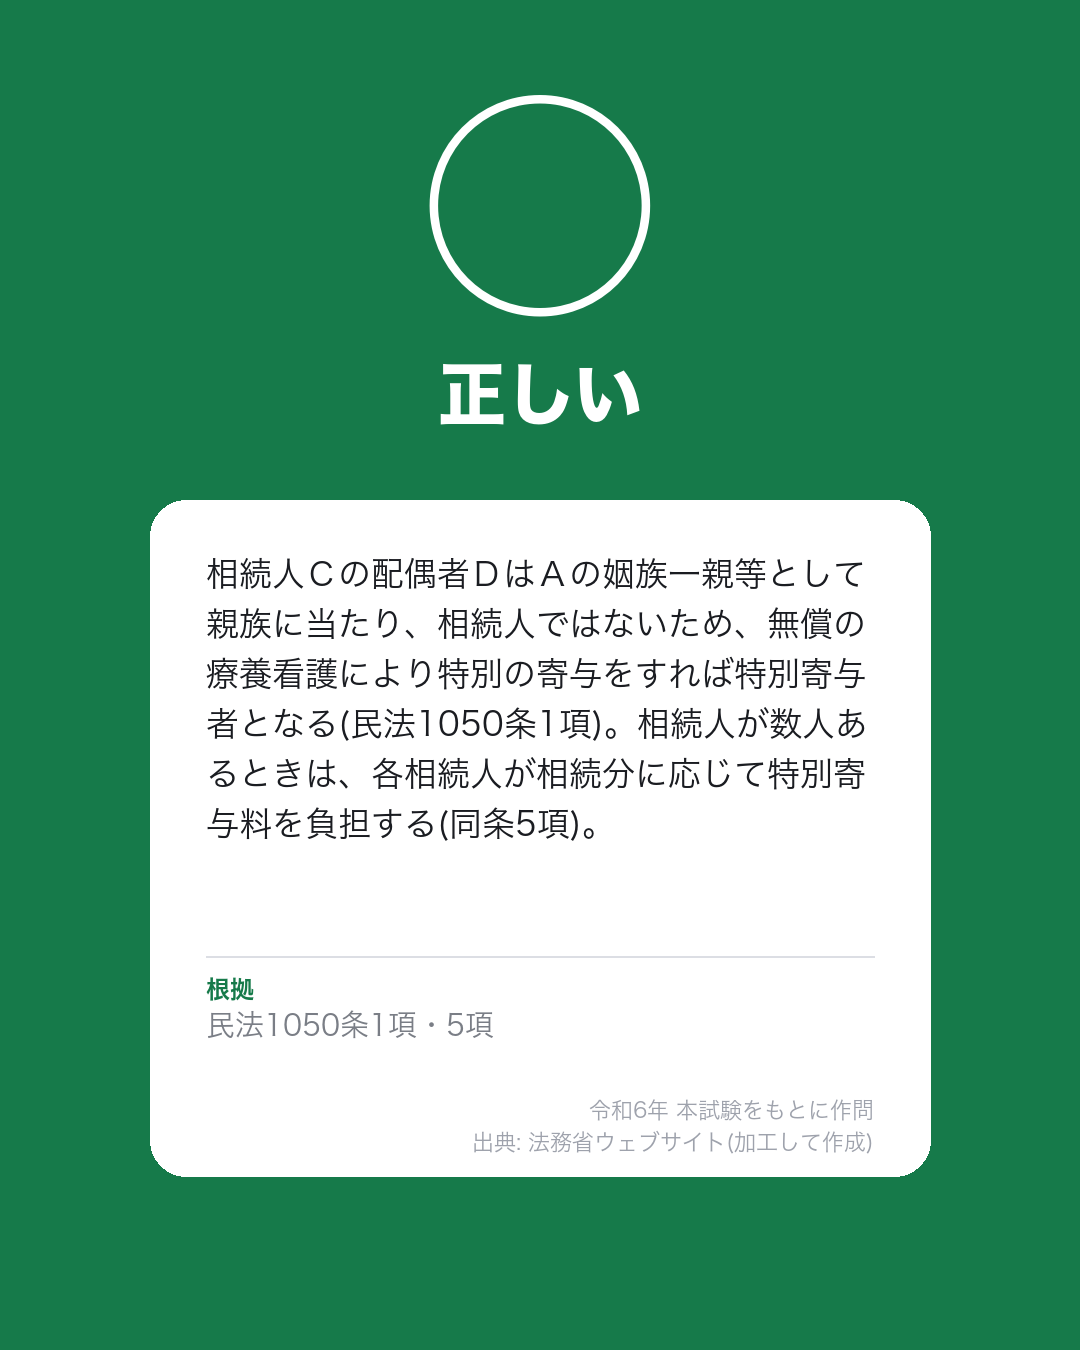 正しい
相続人Ｃの配偶者ＤはＡの姻族一親等として
親族に当たり、相続人ではないため、無償の
療養看護により特別の寄与をすれば特別寄与
者となる(民法1050条1項)。相続人が数人あ
るときは、各相続人が相続分に応じて特別寄
与料を負担する(同条5項)。
根拠
民法1050条1項・5項
令和6年 本試験をもとに作問
出典: 法務省ウェブサイト(加工して作成)